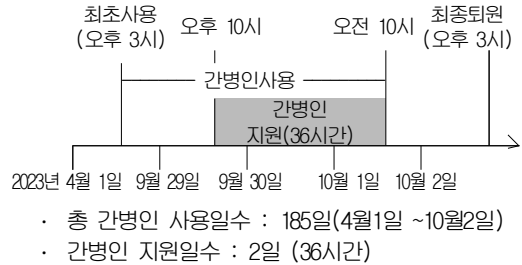 최초사용
(오후 3시)
오후 10시
오전 10시
최종퇴원
(오후 3시)
간병인사용
간병인
지원(36시간)
2023년 4월 1일 9월 29일 9월 30일 10월 1일 10월 2일
· 총 간병인 사용일수 : 185일(4월1일 ~10월2일)
· 간병인 지원일수 : 2일 (36시간)